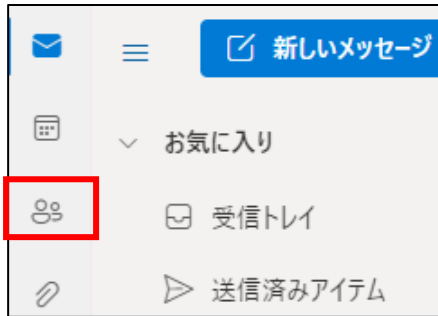 新しいメッセージ
お気に入り
受信トレイ
送信済みアイテム